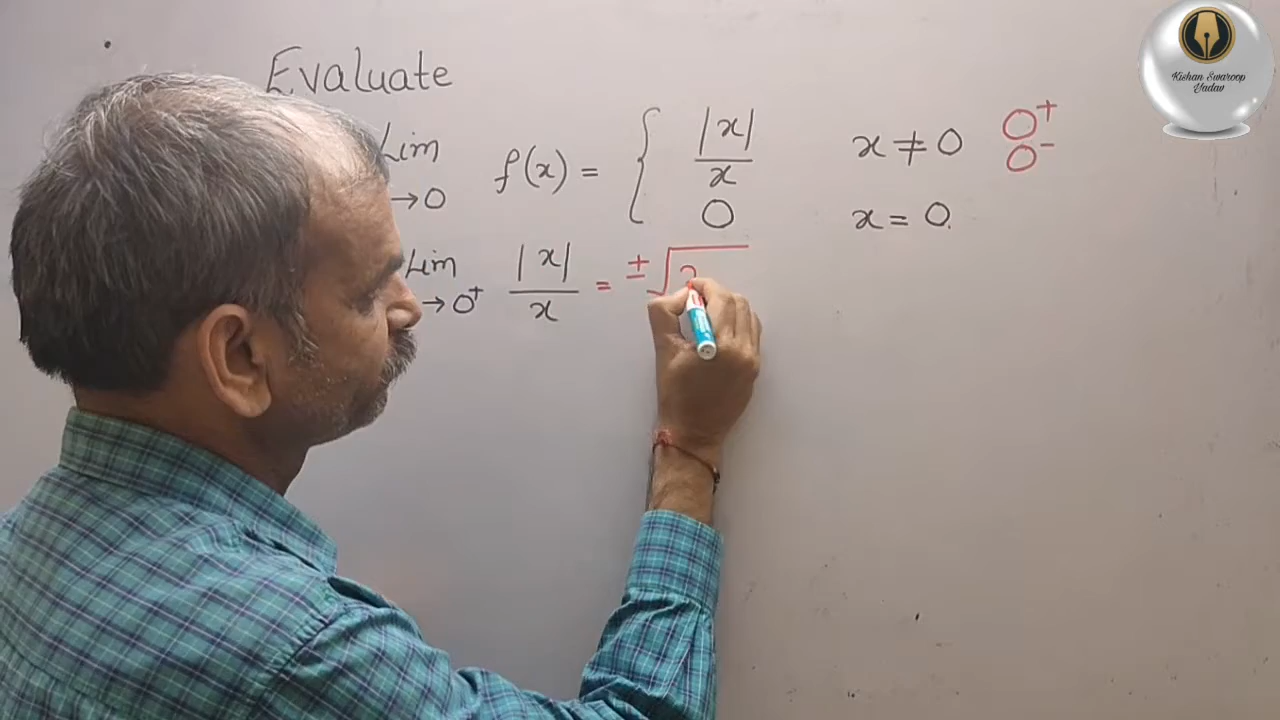 Evaluate
Lim →0 f(x) = { |x|/x x ≠ 0 0⁺ 0⁻
0 x = 0.
Lim →0⁺ |x|/x = ±√
Kishan Swaroop
Yadav